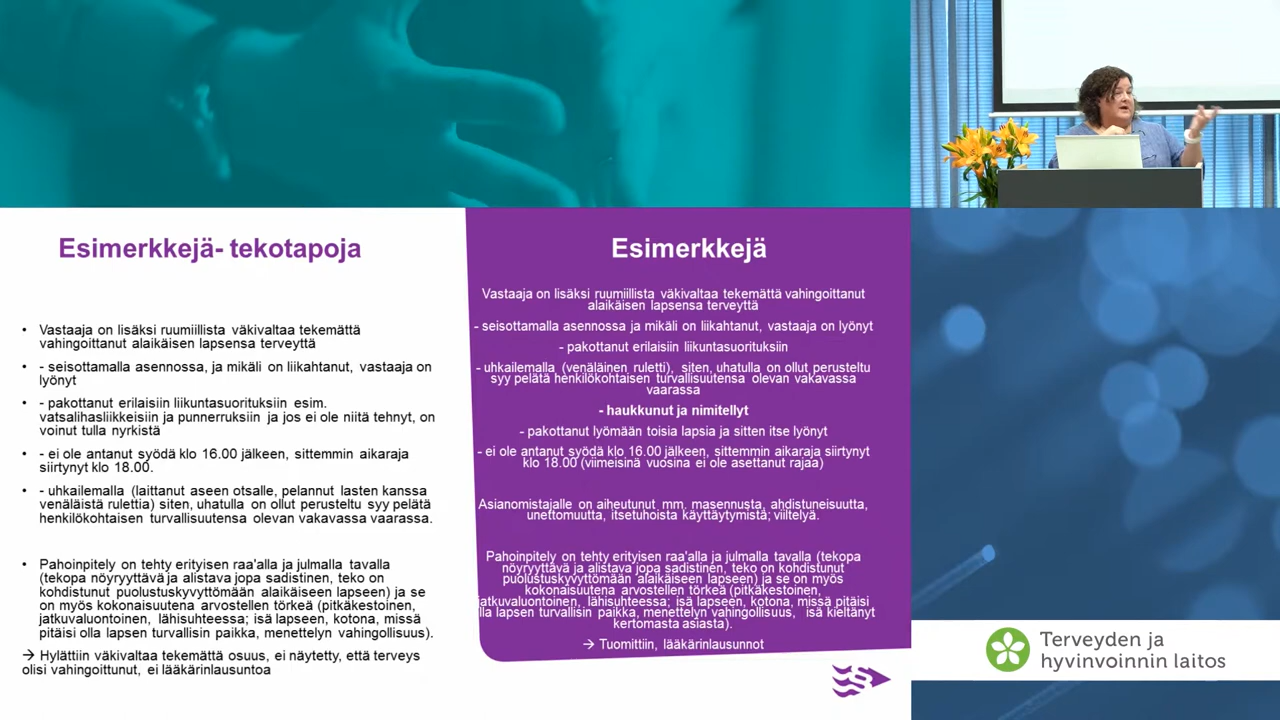 Esimerkkejä- tekotapoja
• Vastaaja on lisäksi ruumiillista väkivaltaa tekemättä
vahingoittanut alaikäisen lapsensa terveyttä
• - seisottamalla asennossa, ja mikäli on liikahtanut, vastaaja on
lyönyt
• - pakottanut erilaisiin liikuntasuorituksiin esim.
vatsalihasliikkeisiin ja punnerruksiin ja jos ei ole niitä tehnyt, on
voinut tulla nyrkistä
• - ei ole antanut syödä klo 16.00 jälkeen, sittemmin aikaraja
siirtynyt klo 18.00.
• - uhkailemalla (laittanut aseen otsalle, pelannut lasten kanssa
venäläistä rulettia) siten, uhatulla on ollut perusteltu syy pelätä
henkilökohtaisen turvallisuutensa olevan vakavassa vaarassa.
• Pahoinpitely on tehty erityisen raa'alla ja julmalla tavalla
(tekopa nöyryyttävä ja alistava jopa sadistinen, teko on
kohdistunut puolustuskyvyttömään alaikäiseen lapseen) ja se
on myös kokonaisuutena arvostellen törkeä (pitkäkestoinen,
jatkuvaluontoinen, lähisuhteessa; isä lapseen, kotona, missä
pitäisi olla lapsen turvallisin paikka, menettelyn vahingollisuus).
→ Hylättiin väkivaltaa tekemättä osuus, ei näytetty, että terveys
olisi vahingoittunut, ei lääkärinlausuntoa
Esimerkkejä
Vastaaja on lisäksi ruumiillista väkivaltaa tekemättä vahingoittanut
alaikäisen lapsensa terveyttä
- seisottamalla asennossa ja mikäli on liikahtanut, vastaaja on lyönyt
- pakottanut erilaisiin liikuntasuorituksiin
- uhkailemalla (venäläinen ruletti), siten, uhatulla on ollut perusteltu
syy pelätä henkilökohtaisen turvallisuutensa olevan vakavassa
vaarassa
- haukkunut ja nimitellyt
- pakottanut lyömään toisia lapsia ja sitten itse lyönyt
- ei ole antanut syödä klo 16.00 jälkeen, sittemmin aikaraja siirtynyt
klo 18.00 (viimeisinä vuosina ei ole asettanut rajaa)
Asianomistajalle on aiheutunut mm. masennusta, ahdistuneisuutta,
unettomuutta, itsetuhoista käyttäytymistä; viiltelyä.
Pahoinpitely on tehty erityisen raa'alla ja julmalla tavalla (tekopa
nöyryyttävä ja alistava jopa sadistinen, teko on kohdistunut
puolustuskyvyttömään alaikäiseen lapseen) ja se on myös
kokonaisuutena arvostellen törkeä (pitkäkestoinen,
jatkuvaluontoinen, lähisuhteessa; isä lapseen, kotona, missä pitäisi
olla lapsen turvallisin paikka, menettelyn vahingollisuus, isä kieltänyt
kertomasta asiasta).
→ Tuomittiin, lääkärinlausunnot
Terveyden ja
hyvinvoinnin laitos